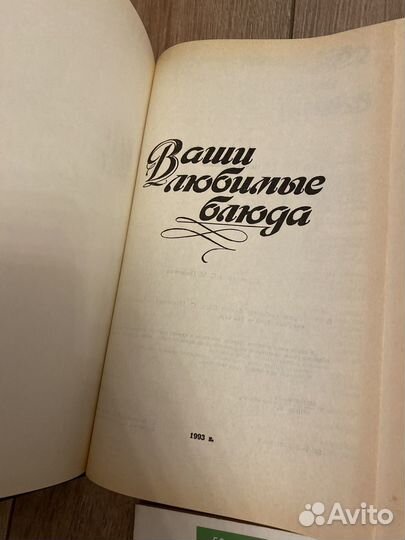 Ваши
любимые
блюда
1993 г.
Avito